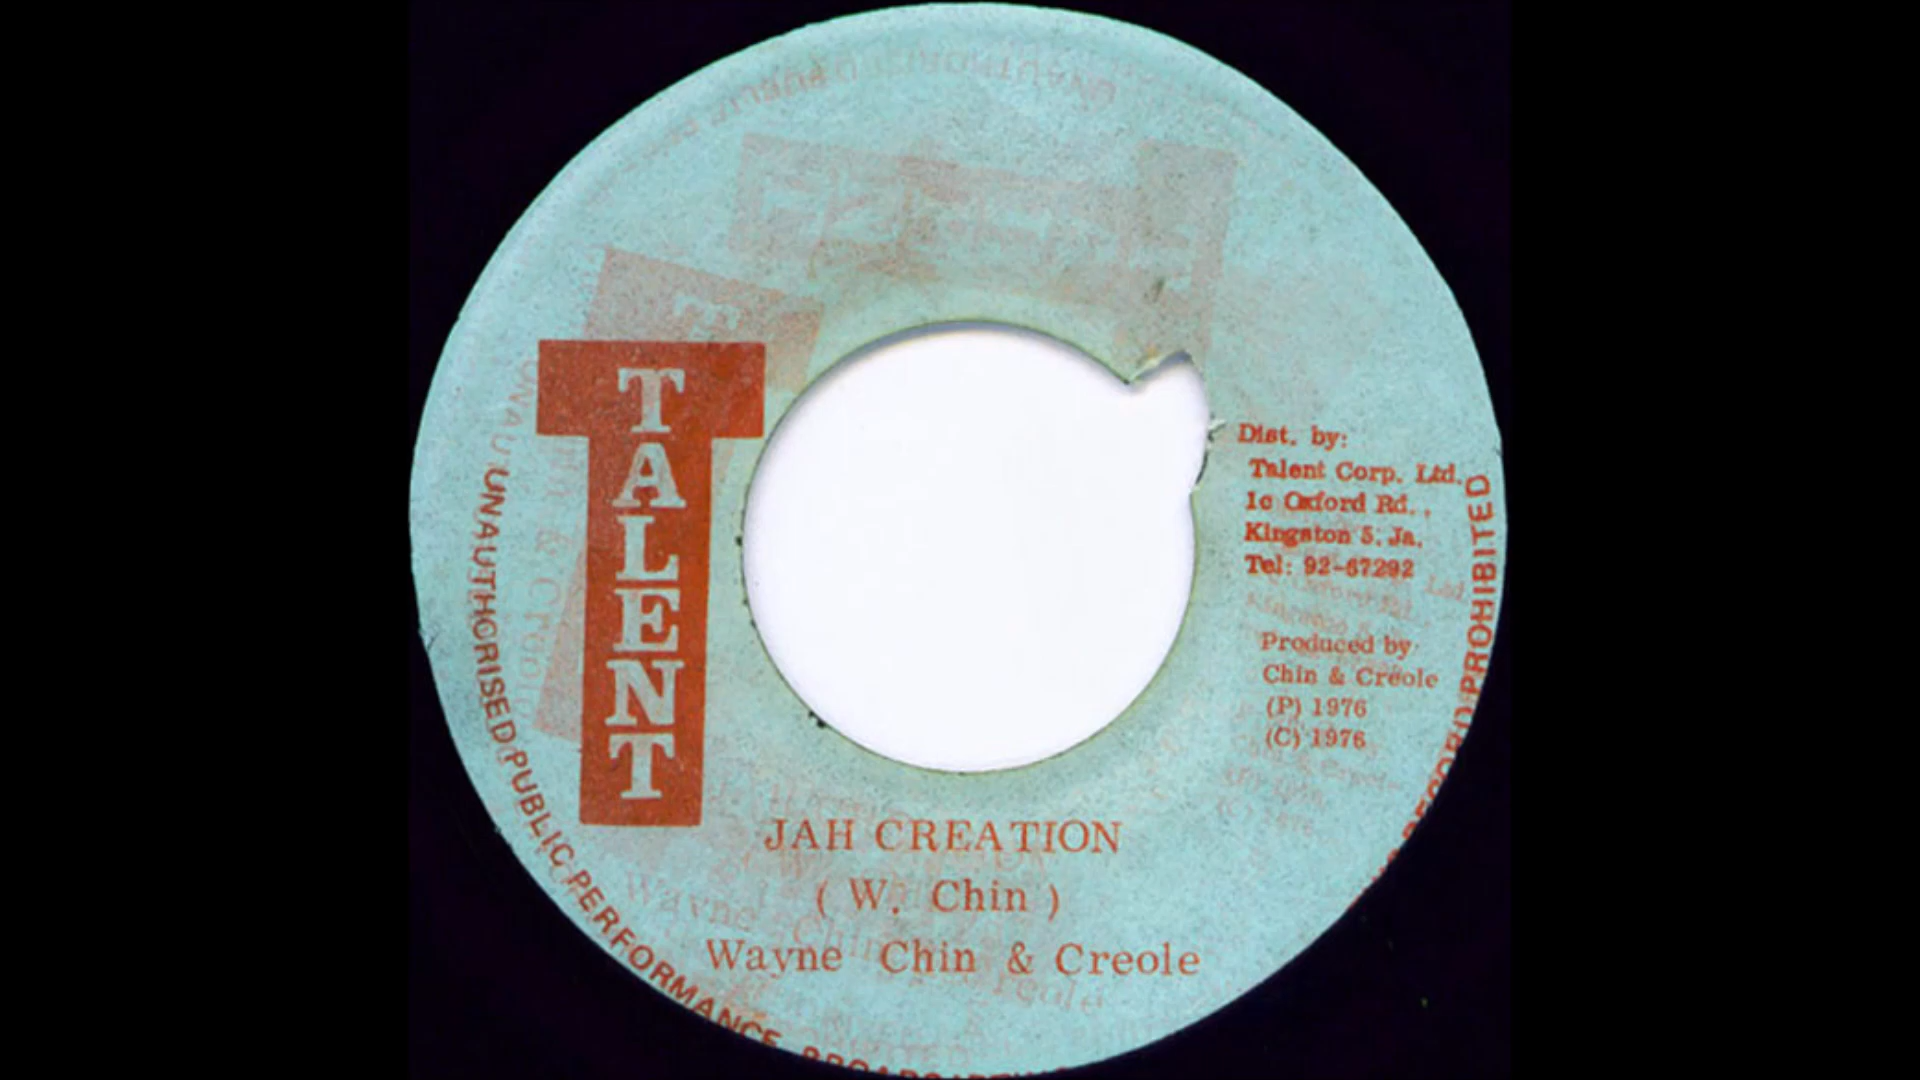 TALENT
Dist. by:
Talent Corp. Ltd.
1c Oxford Rd.,
Kingston 5, Ja.
Tel: 92-67292
Produced by
Chin & Creole
(P) 1976
(C) 1976
JAH CREATION
( W. Chin )
Wayne Chin & Creole
UNAUTHORISED PUBLIC PERFORMANCE RECORD PROHIBITED